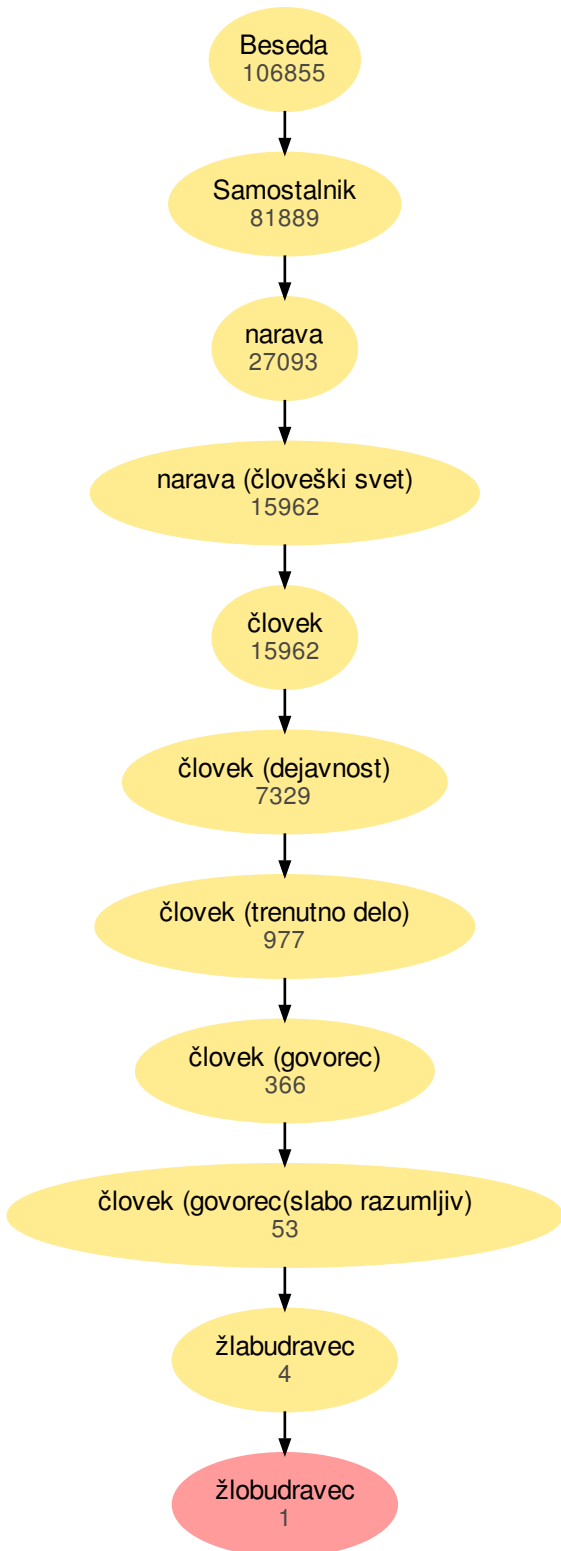 Beseda
106855
Samostalnik
81889
narava
27093
narava (človeški svet)
15962
človek
15962
človek (dejavnost)
7329
človek (trenutno delo)
977
človek (govorec)
366
človek (govorec(slabo razumljiv)
53
žlabudravec
4
žlobudravec
1